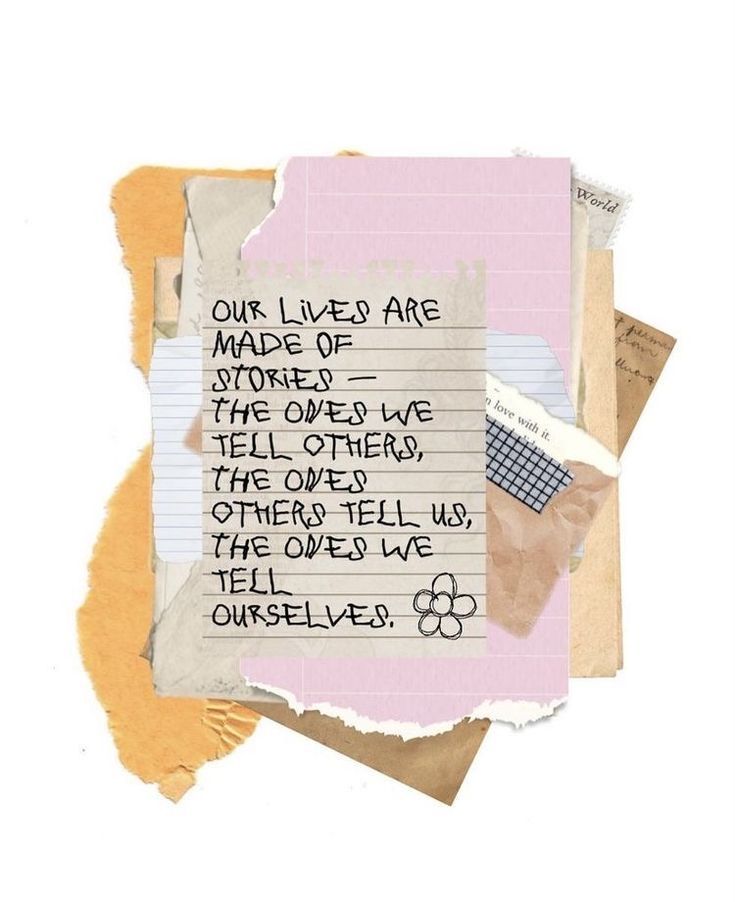 World
OUR LiVES ARE
MADE OF
STORiES —
THE ONES WE
TELL OTHERS,
THE ONES
OTHERS TELL US,
THE ONES WE
TELL
OURSELVES.
n love with it.